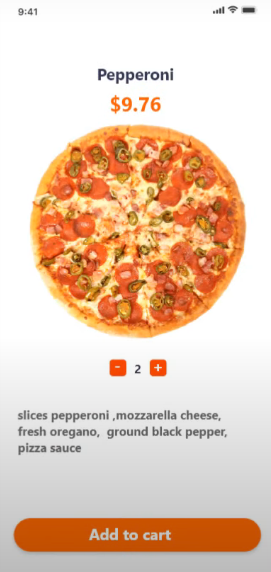 9:41
Pepperoni
$9.76
- 2 +
slices pepperoni ,mozzarella cheese,
fresh oregano,  ground black pepper,
pizza sauce
Add to cart